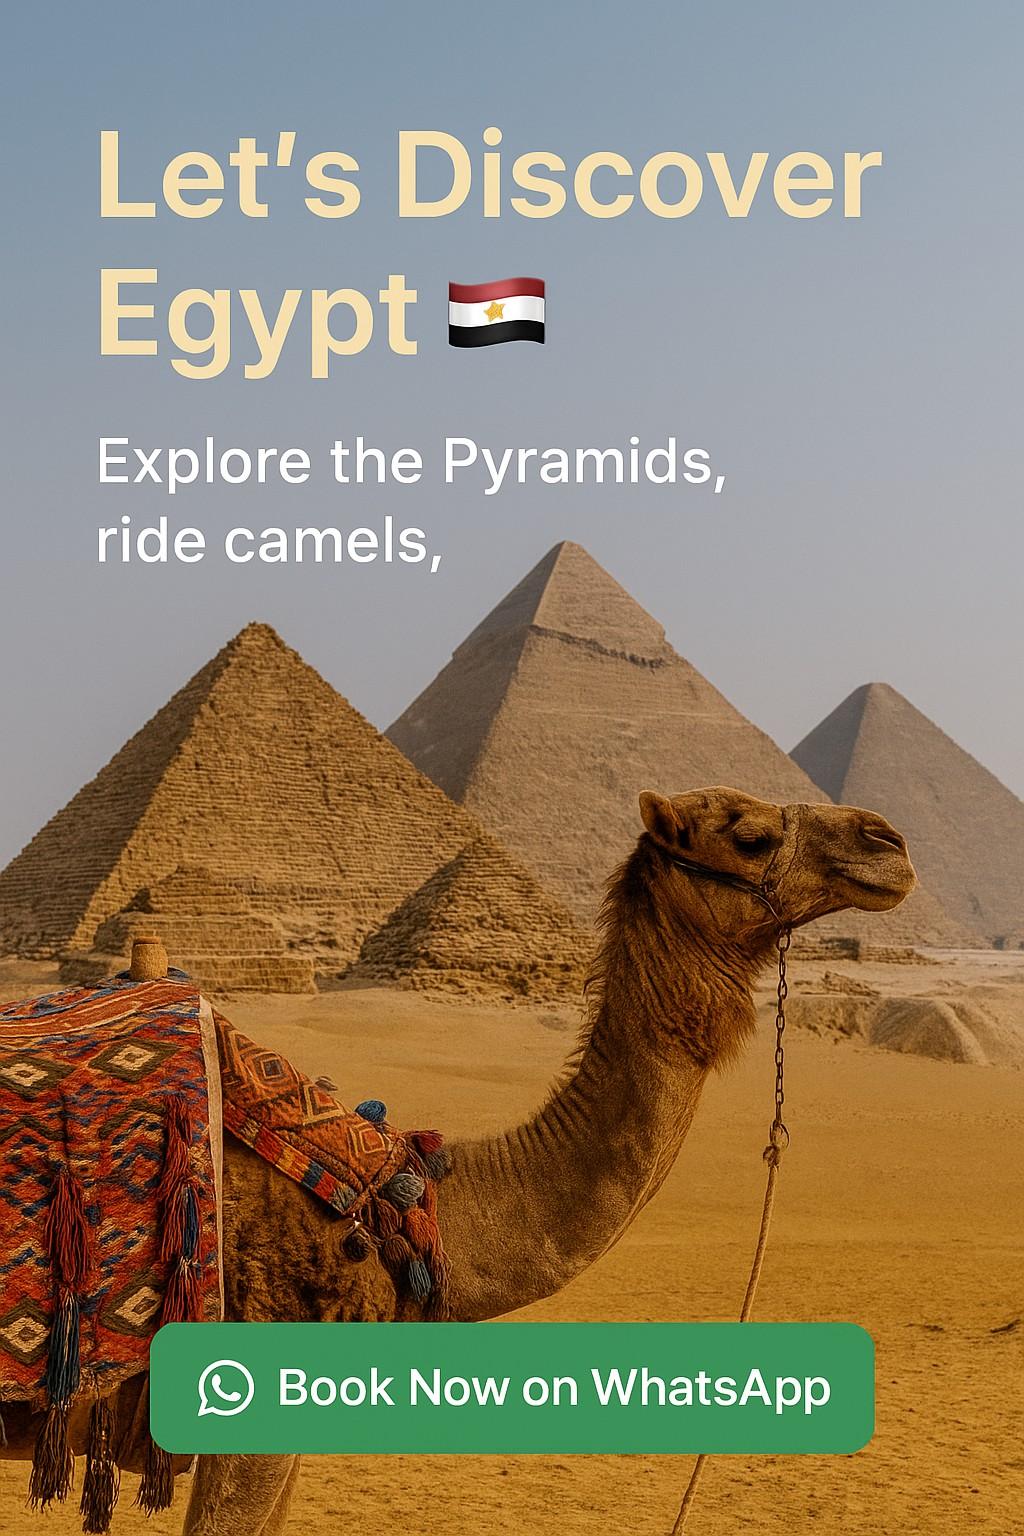 Let's Discover
Egypt 🇪🇬
Explore the Pyramids,
ride camels,
Book Now on WhatsApp